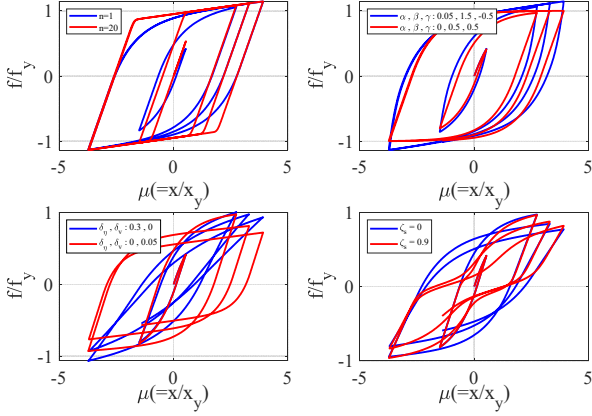 n=1
n=20
f/f_y
1
0
-1
-5
0
5
μ(=x/x_y)
α , β , γ : 0.05 , 1.5 , -0.5
α , β , γ : 0 , 0.5 , 0.5
f/f_y
1
0
-1
-5
0
5
μ(=x/x_y)
δ_η , δ_ν : 0.3 , 0
δ_η , δ_ν : 0 , 0.05
f/f_y
1
0
-1
-5
0
5
μ(=x/x_y)
ζ_s = 0
ζ_s = 0.9
f/f_y
1
0
-1
-5
0
5
μ(=x/x_y)